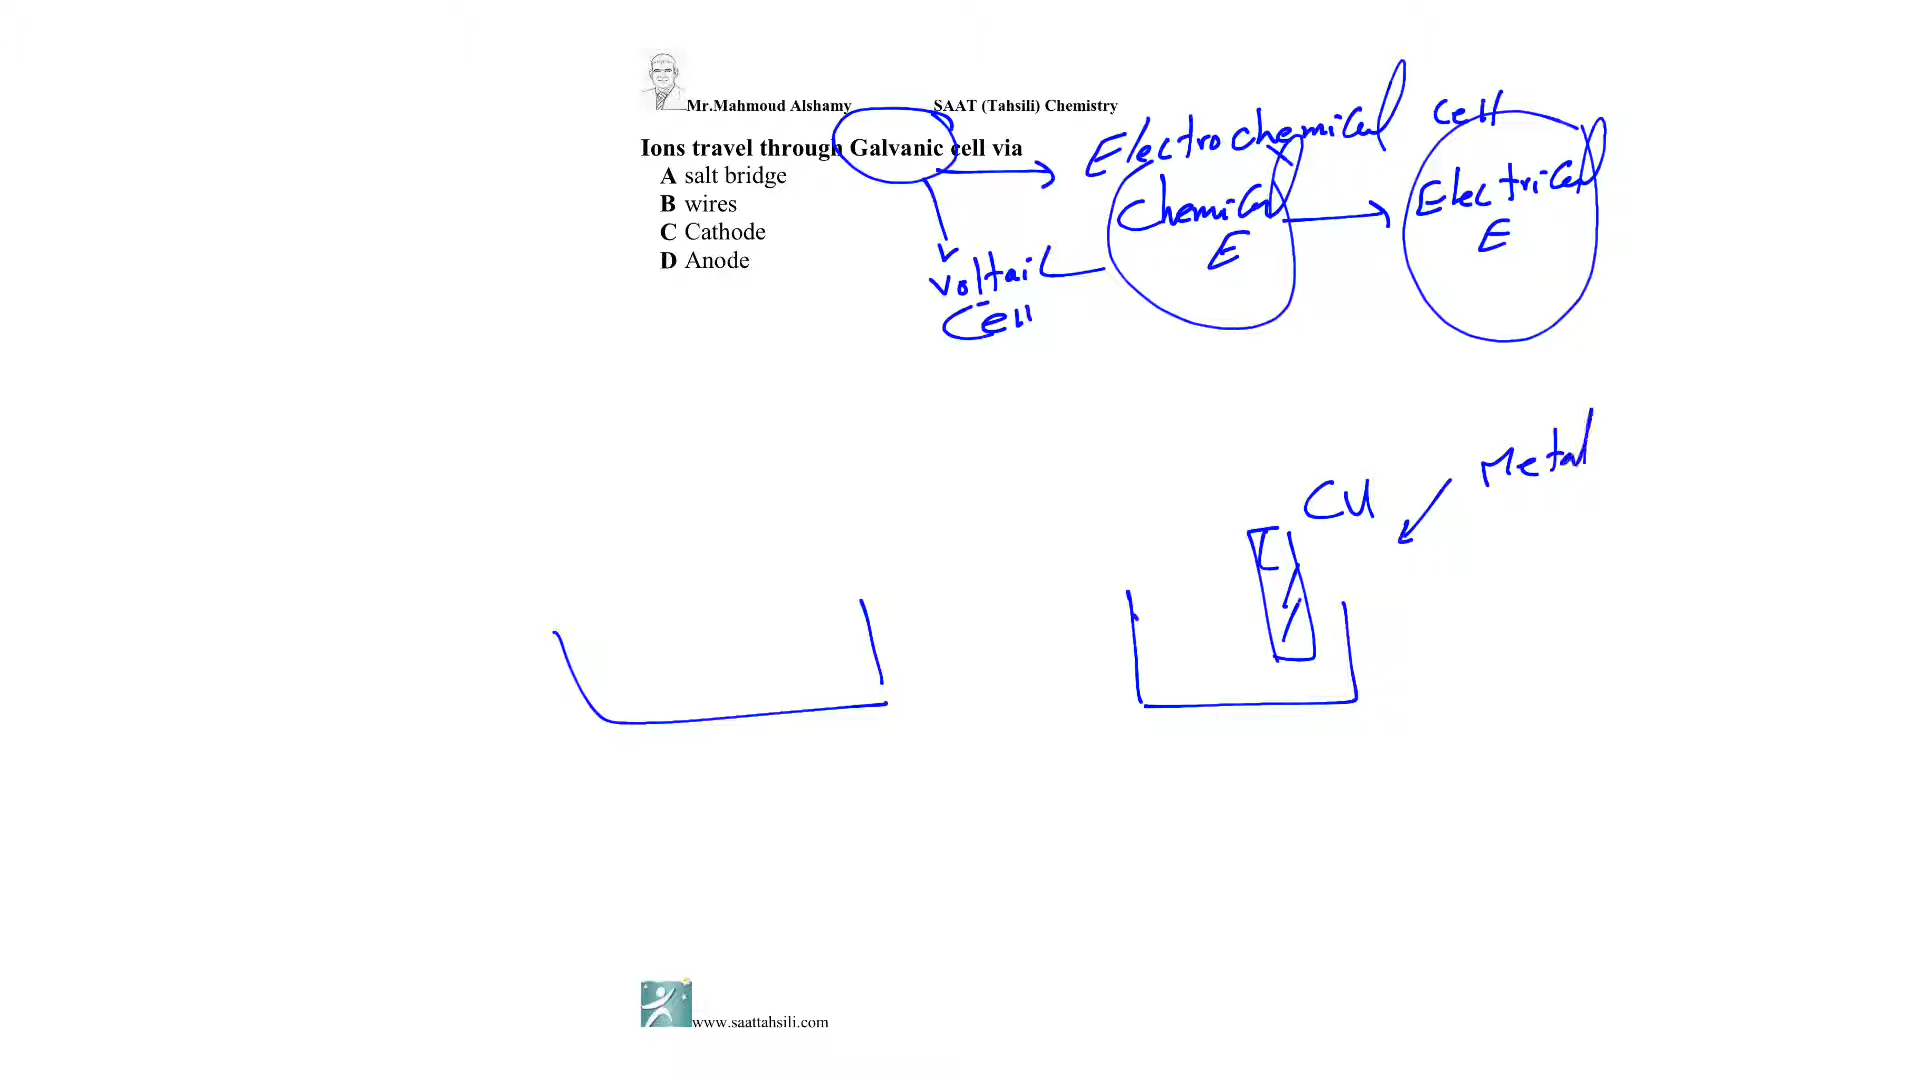 Mr.Mahmoud Alshamy SAAT (Tahsili) Chemistry
Ions travel through Galvanic cell via
A salt bridge
B wires
C Cathode
D Anode
Electrochemical cell
Chemical
E
Electrical
E
Voltaic
Cell
Metal
CU
www.saattahsili.com